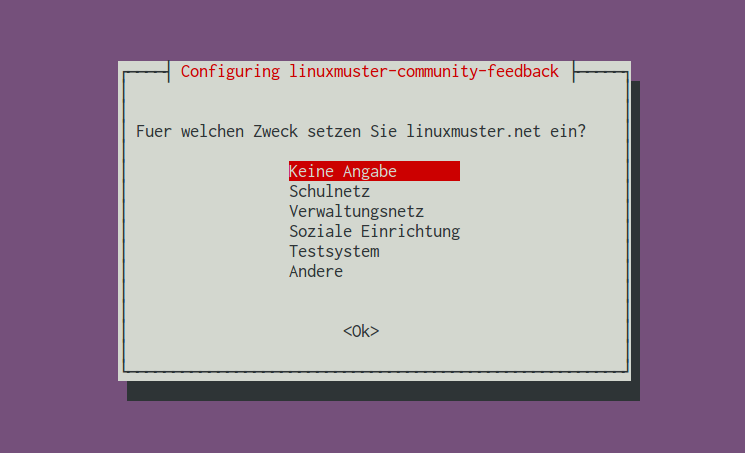 Configuring linuxmuster-community-feedback
Fuer welchen Zweck setzen Sie linuxmuster.net ein?
Keine Angabe
Schulnetz
Verwaltungsnetz
Soziale Einrichtung
Testsystem
Andere
<Ok>